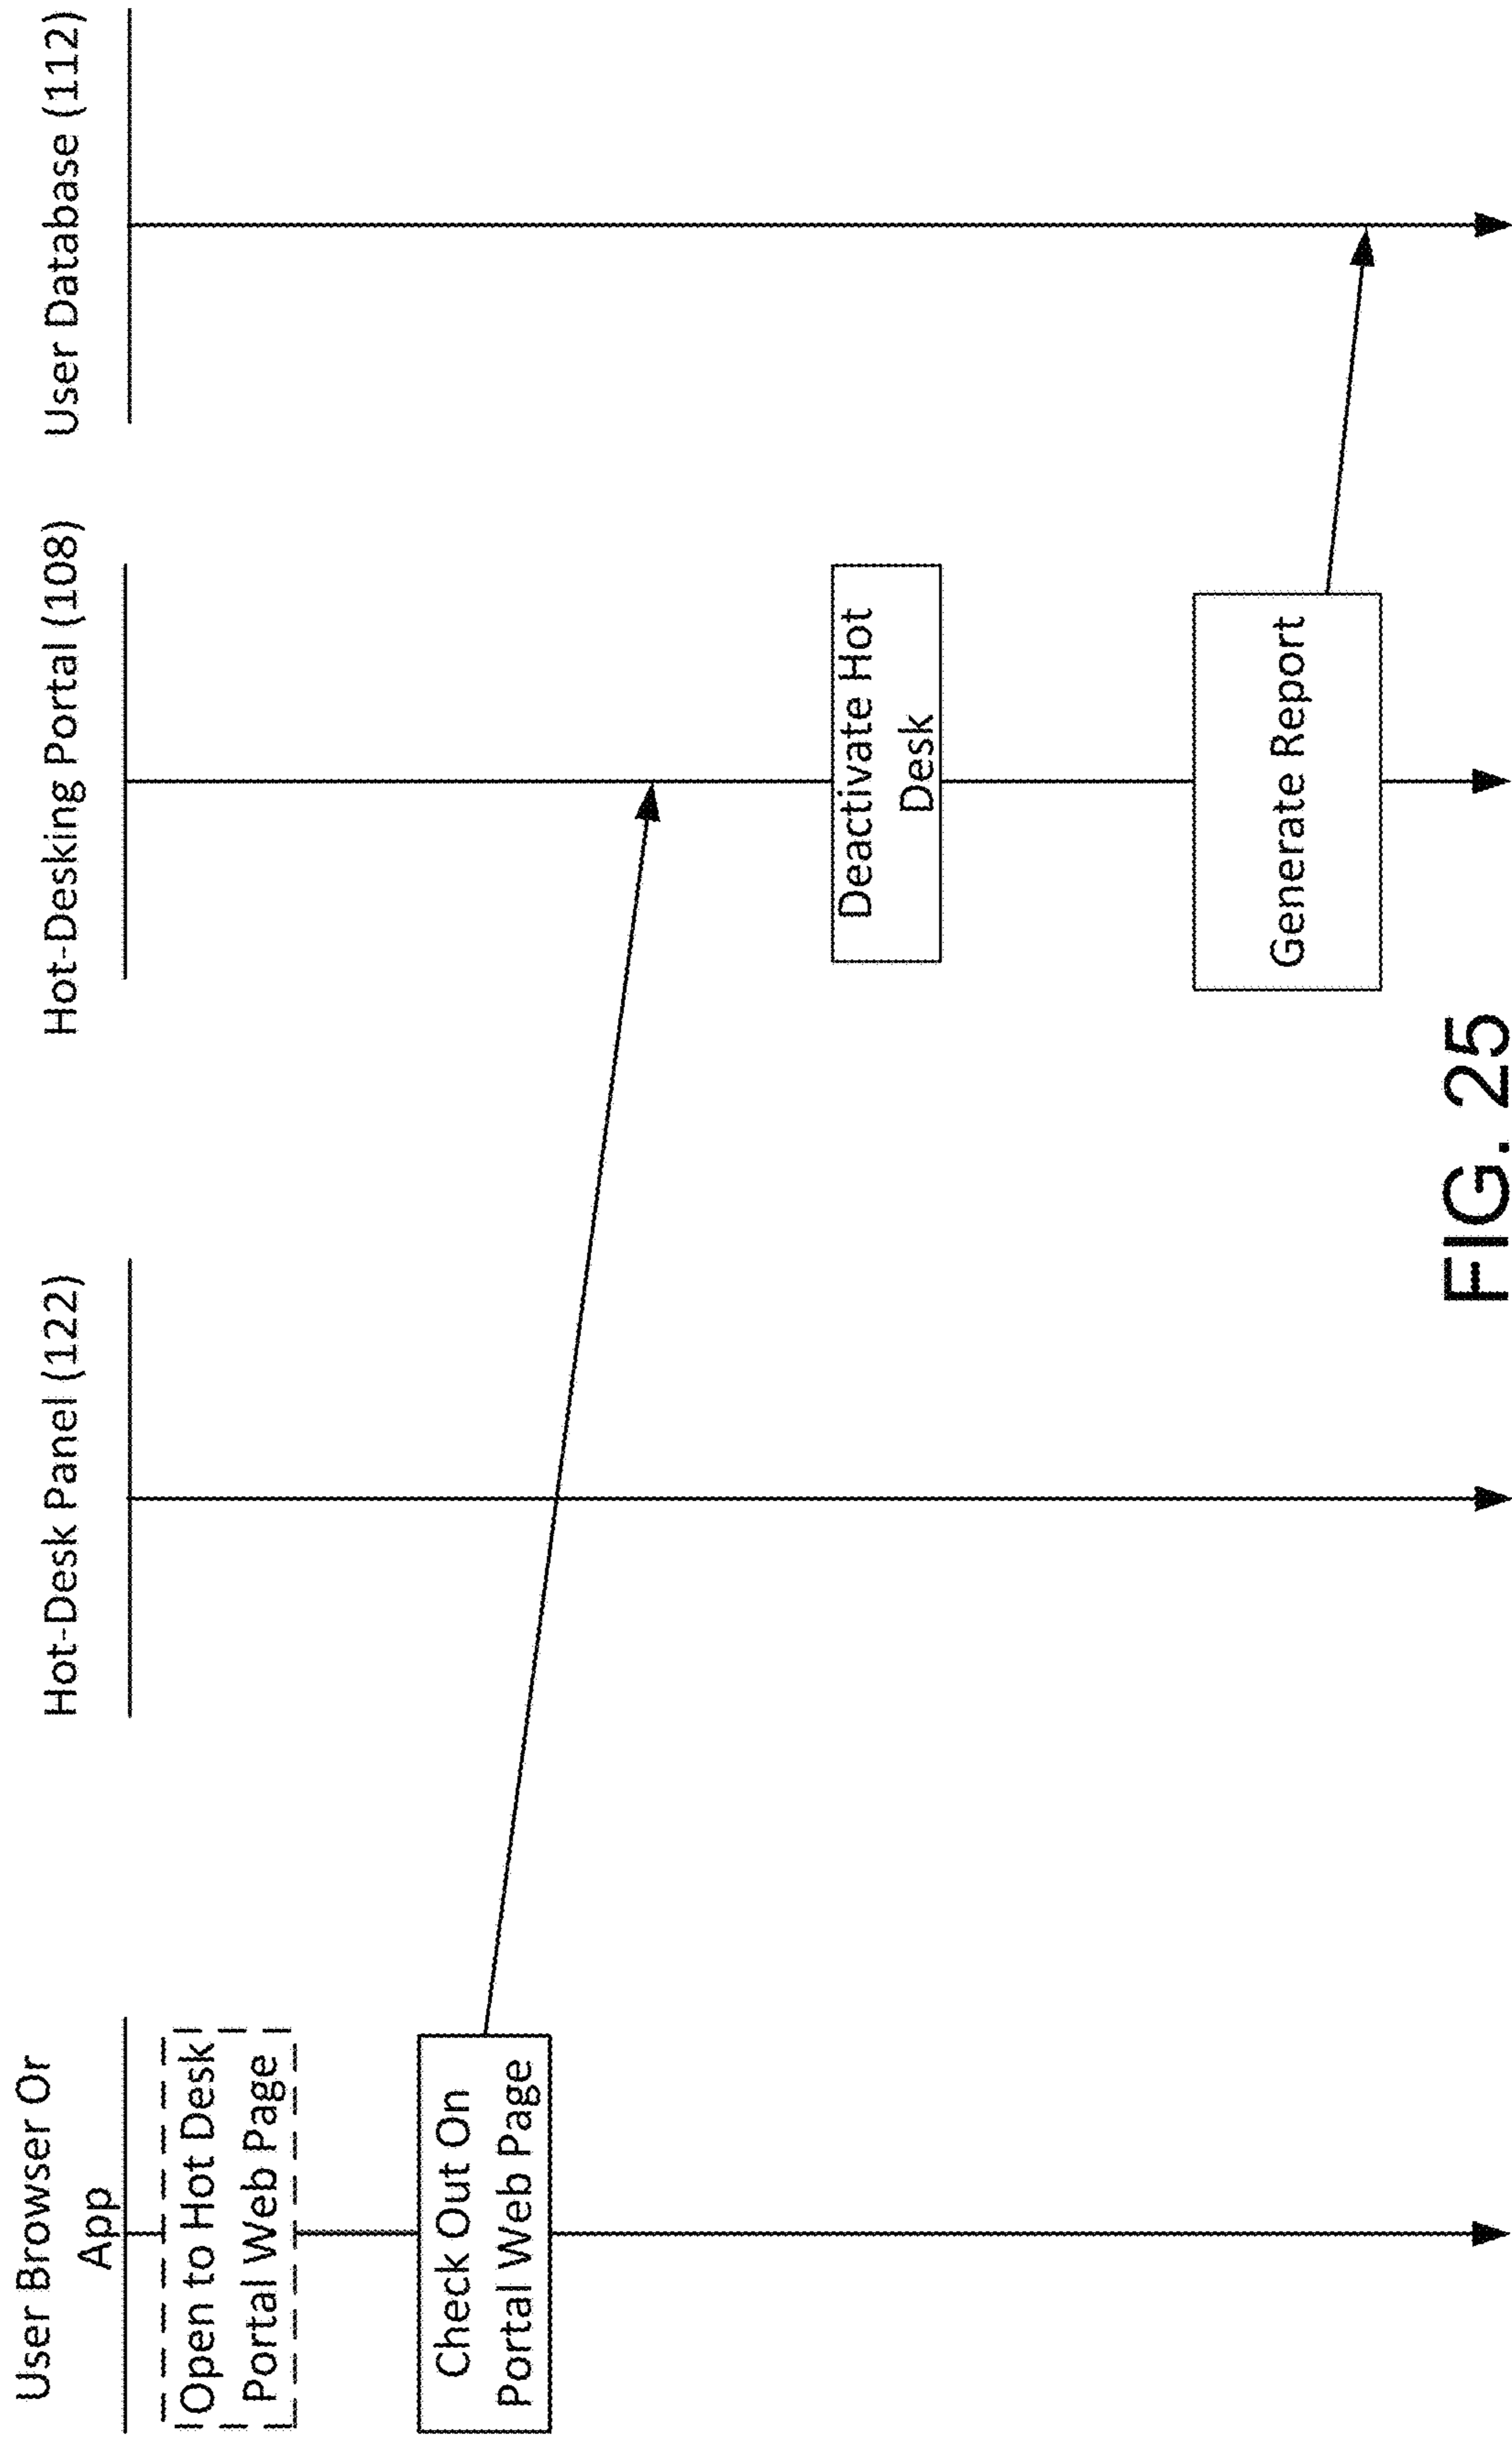 User Browser Or
App
Hot-Desk Panel (122)
Hot-Desking Portal (108)
User Database (112)
Open to Hot Desk
Portal Web Page
Check Out On
Portal Web Page
Deactivate Hot
Desk
Generate Report
FIG. 25